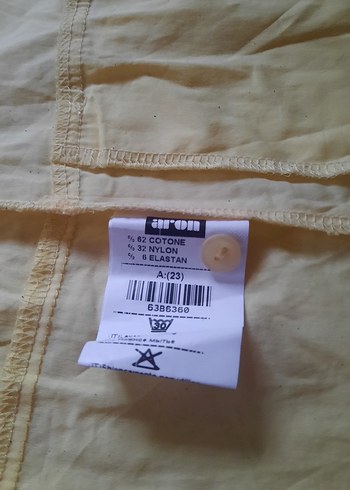 aron
% 62 COTONE
% 32 NYLON
% 6 ELASTAN
A:(23)
63B6360
30